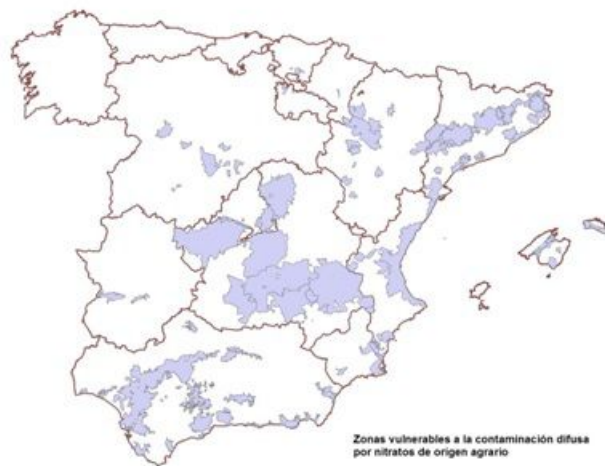 Zonas vulnerables a la contaminación difusa
por nitratos de origen agrario